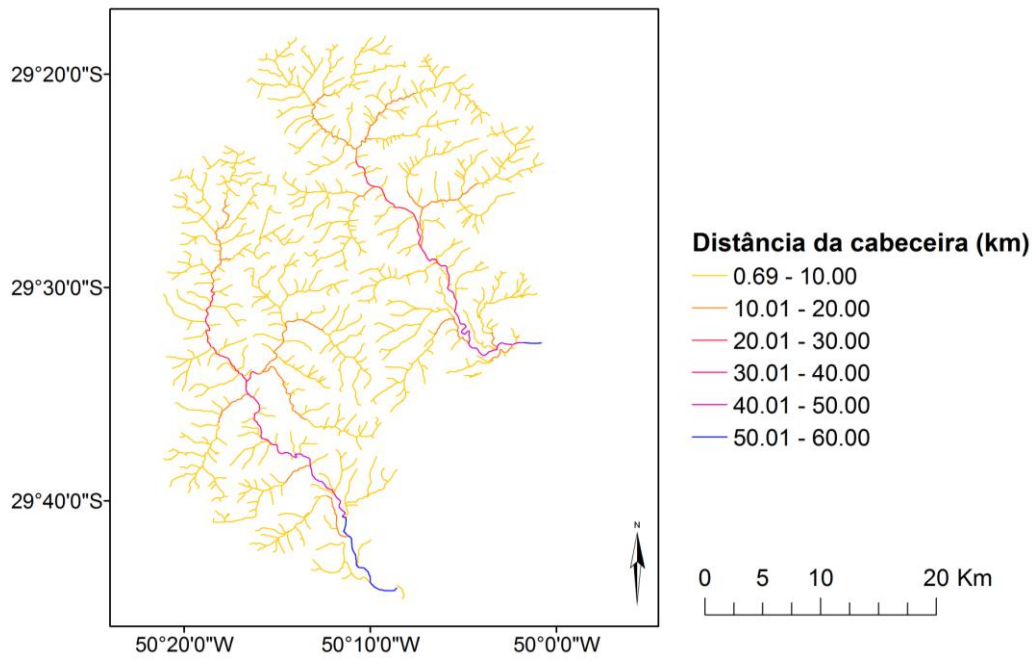 29°20'0"S
29°30'0"S
29°40'0"S
50°20'0"W
50°10'0"W
50°0'0"W
N
Distância da cabeceira (km)
0.69 - 10.00
10.01 - 20.00
20.01 - 30.00
30.01 - 40.00
40.01 - 50.00
50.01 - 60.00
0 5 10 20 Km